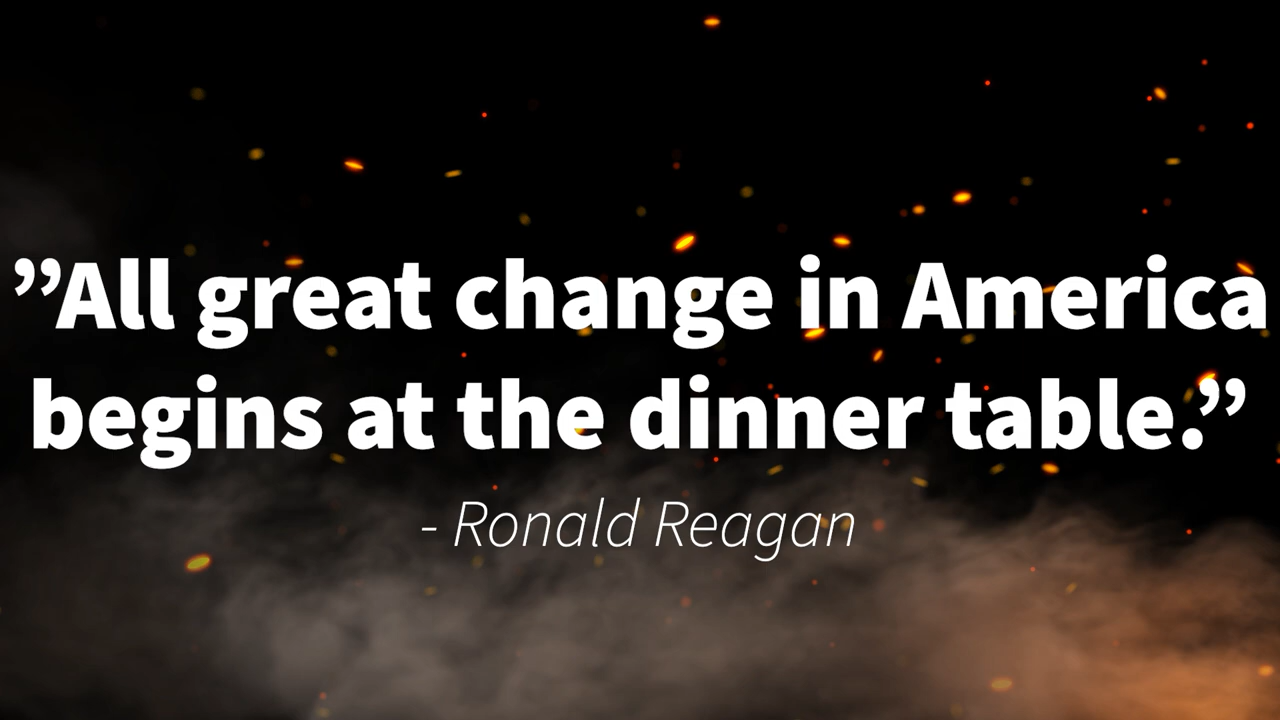 ”All great change in America
begins at the dinner table.”
- Ronald Reagan